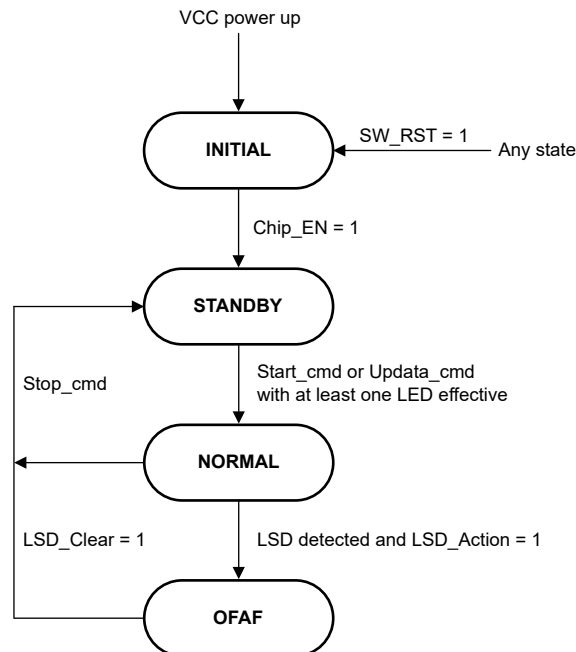 VCC power up
INITIAL
SW_RST = 1
Any state
Chip_EN = 1
STANDBY
Start_cmd or Updata_cmd
with at least one LED effective
Stop_cmd
NORMAL
LSD_Clear = 1
LSD detected and LSD_Action = 1
OFAF